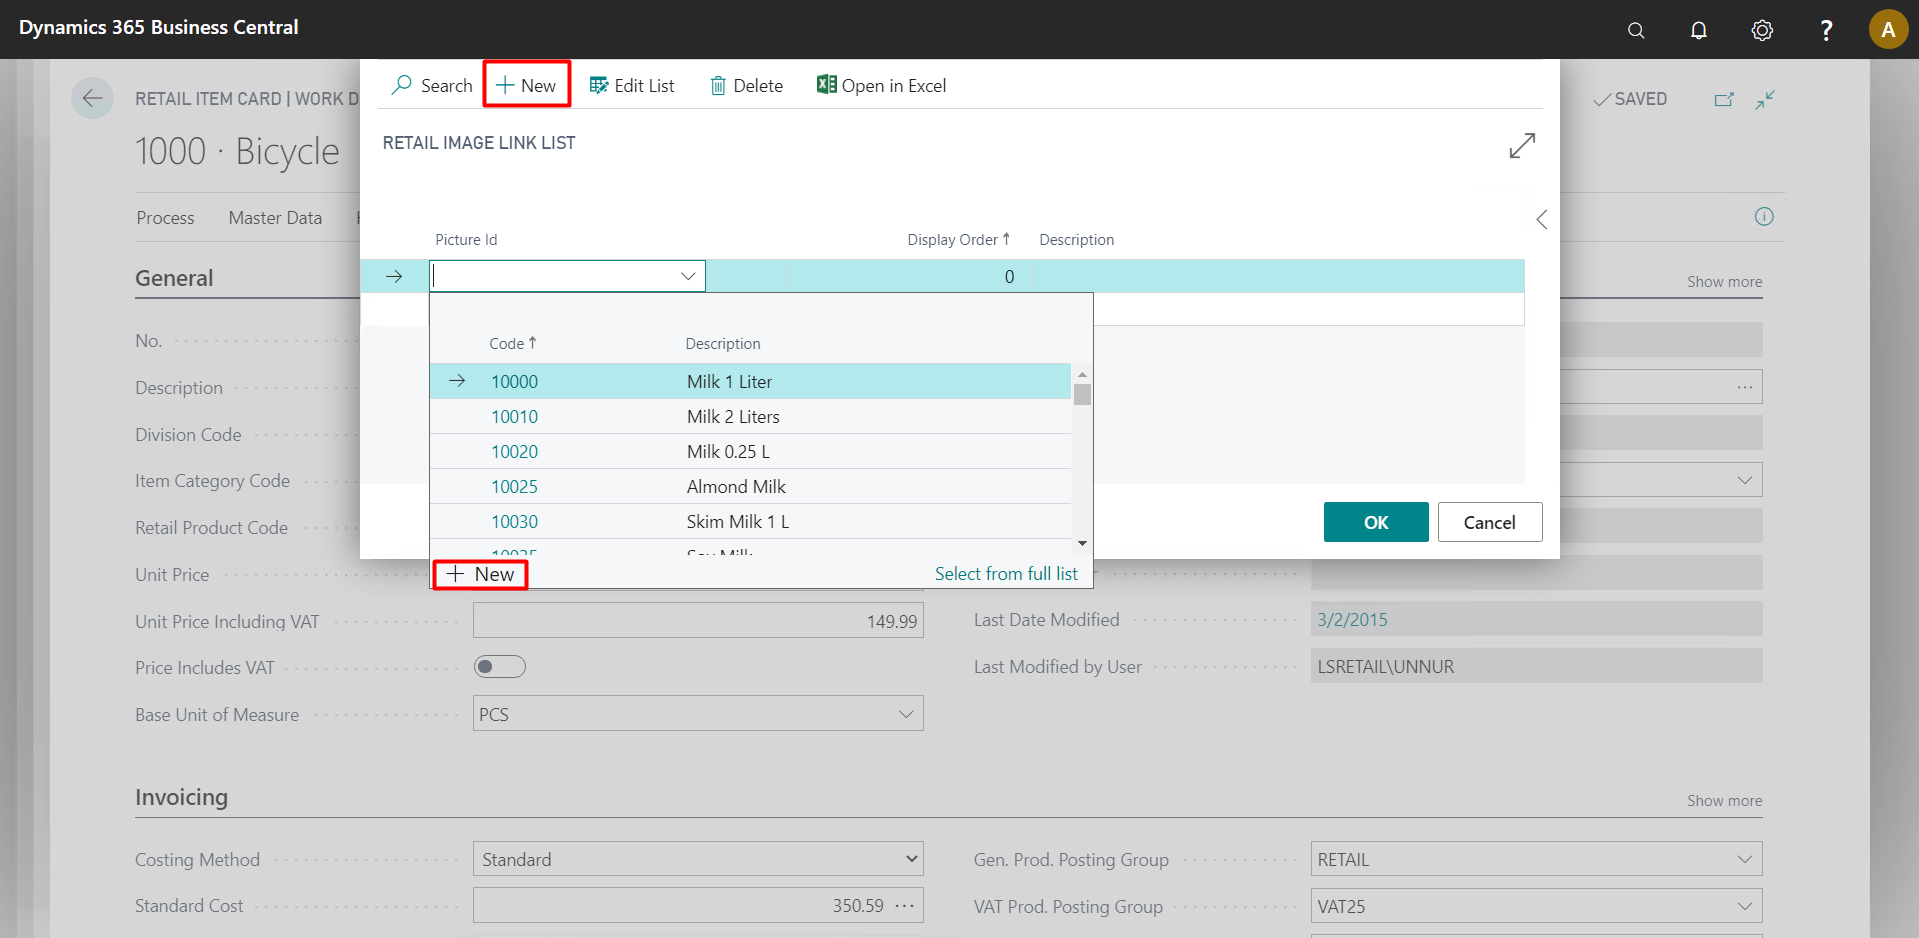 Dynamics 365 Business Central
A
Search
New
Edit List
Delete
Open in Excel
RETAIL ITEM CARD | WORK D
SAVED
RETAIL IMAGE LINK LIST
1000 · Bicycle
Process
Master Data
Picture Id
Display Order
Description
General
Show more
0
No.
Code
Description
10000
Milk 1 Liter
Description
10010
Milk 2 Liters
Division Code
10020
Milk 0.25 L
Item Category Code
10025
Almond Milk
Retail Product Code
10030
Skim Milk 1 L
OK
Cancel
10035
Soy Milk
Unit Price
New
Select from full list
Unit Price Including VAT
149.99
Last Date Modified
3/2/2015
Price Includes VAT
Last Modified by User
LSRETAIL\UNNUR
Base Unit of Measure
PCS
Invoicing
Show more
Costing Method
Standard
Gen. Prod. Posting Group
RETAIL
Standard Cost
350.59
VAT Prod. Posting Group
VAT25